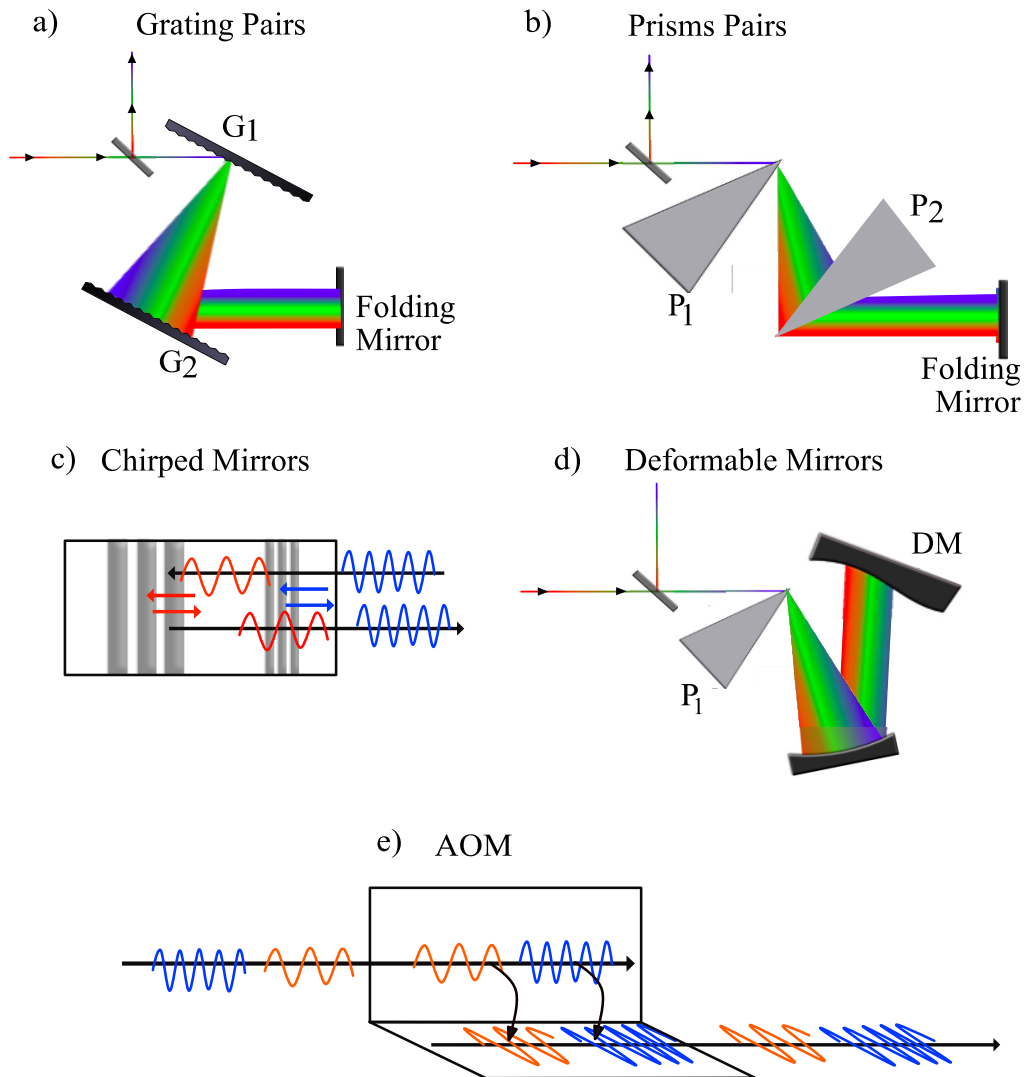 a) Grating Pairs
G1
G2
Folding
Mirror
b) Prisms Pairs
P1
P2
Folding
Mirror
c) Chirped Mirrors
d) Deformable Mirrors
P1
DM
e) AOM